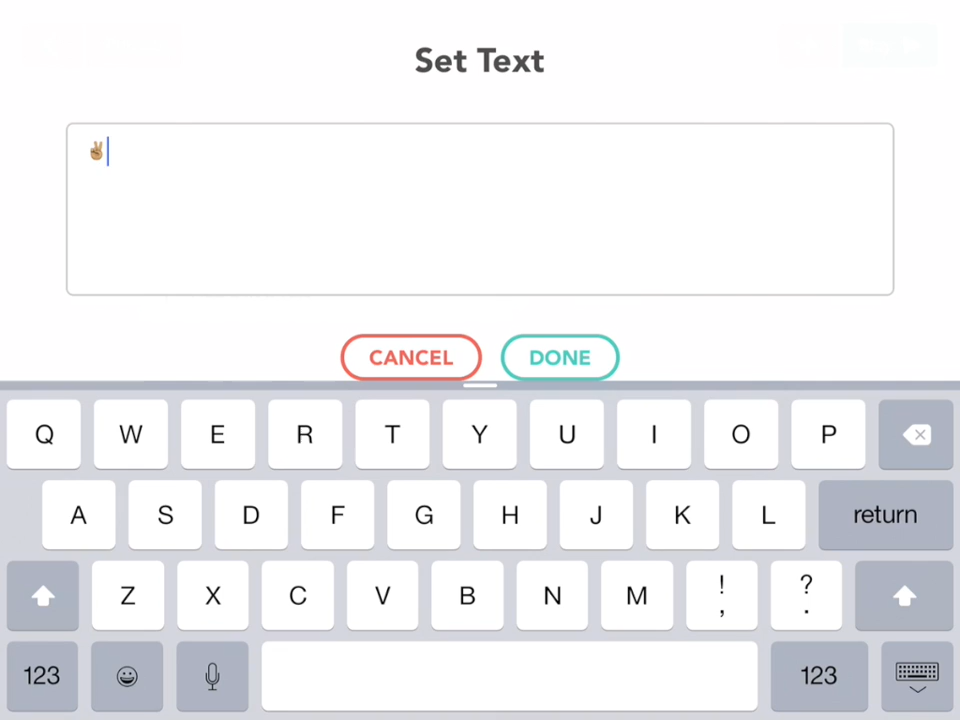 Set Text
✌🏽
CANCEL DONE
Q W E R T Y U I O P
A S D F G H J K L return
Z X C V B N M ! , ? .
123 123